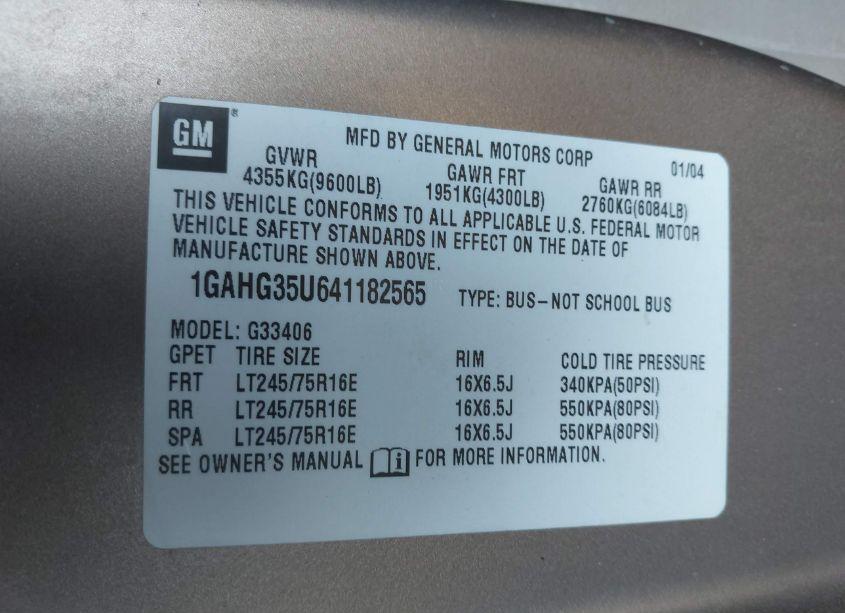 GM®
MFD BY GENERAL MOTORS CORP 01/04
GVWR GAWR FRT GAWR RR
4355KG(9600LB) 1951KG(4300LB) 2760KG(6084LB)
THIS VEHICLE CONFORMS TO ALL APPLICABLE U.S. FEDERAL MOTOR
VEHICLE SAFETY STANDARDS IN EFFECT ON THE DATE OF
MANUFACTURE SHOWN ABOVE.
1GAHG35U641182565 TYPE: BUS-NOT SCHOOL BUS
MODEL: G33406
GPET TIRE SIZE RIM COLD TIRE PRESSURE
FRT LT245/75R16E 16X6.5J 340KPA(50PSI)
RR LT245/75R16E 16X6.5J 550KPA(80PSI)
SPA LT245/75R16E 16X6.5J 550KPA(80PSI)
SEE OWNER'S MANUAL i FOR MORE INFORMATION.